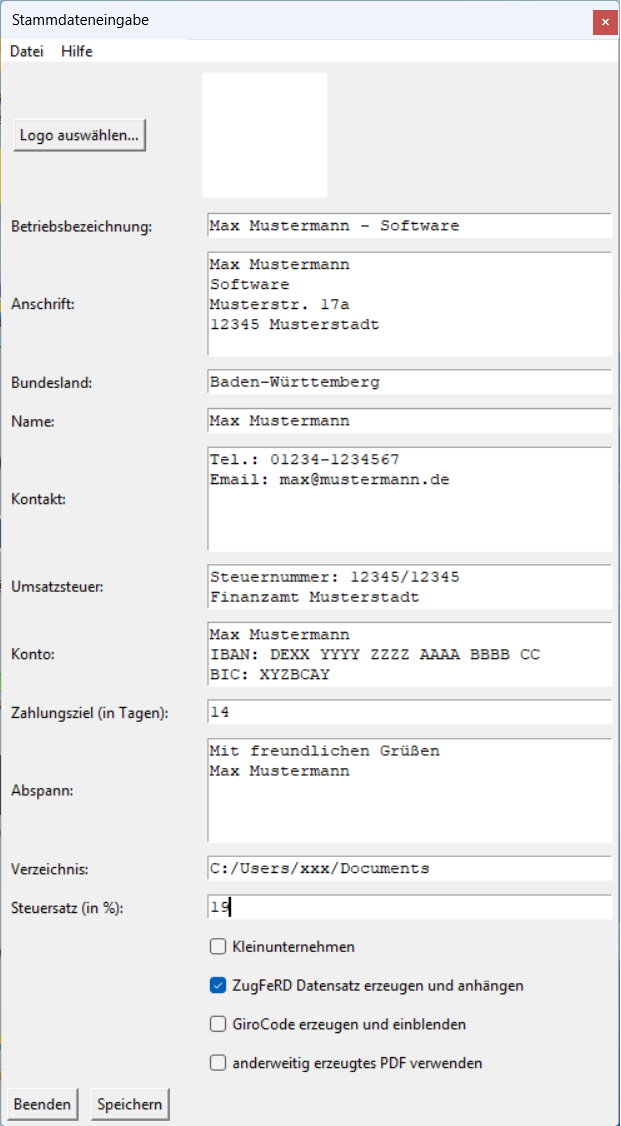 Stammdateneingabe
Datei Hilfe
Logo auswählen...
Betriebsbezeichnung: Max Mustermann - Software
Anschrift: Max Mustermann
Software
Musterstr. 17a
12345 Musterstadt
Bundesland: Baden-Württemberg
Name: Max Mustermann
Kontakt: Tel.: 01234-1234567
Email: max@mustermann.de
Umsatzsteuer: Steuernummer: 12345/12345
Finanzamt Musterstadt
Konto: Max Mustermann
IBAN: DEXX YYYY ZZZZ AAAA BBBB CC
BIC: XYZBCAY
Zahlungsziel (in Tagen): 14
Abspann: Mit freundlichen Grüßen
Max Mustermann
Verzeichnis: C:/Users/xxx/Documents
Steuersatz (in %): 19
Kleinunternehmen
ZugFeRD Datensatz erzeugen und anhängen
GiroCode erzeugen und einblenden
anderweitig erzeugtes PDF verwenden
Beenden Speichern